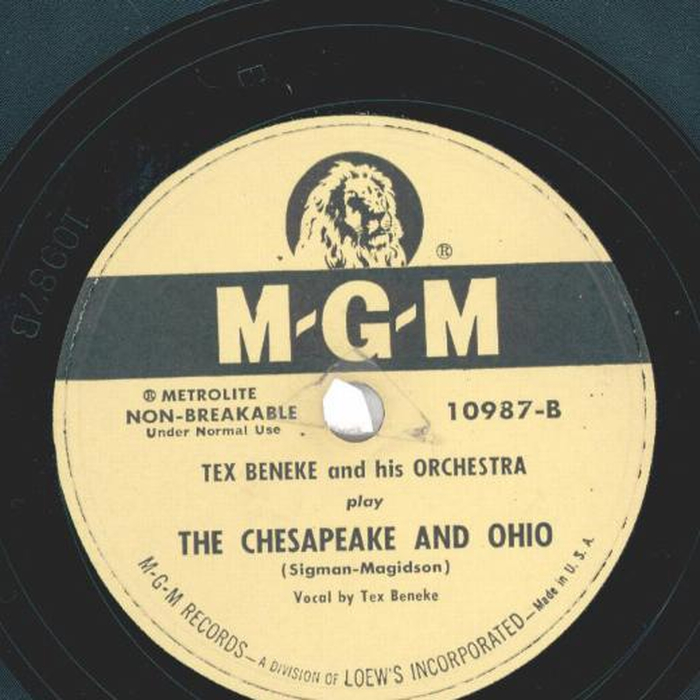 10987B
®
M-G-M
® METROLITE
NON-BREAKABLE
Under Normal Use
10987-B
TEX BENEKE and his ORCHESTRA
play
THE CHESAPEAKE AND OHIO
(Sigman-Magidson)
Vocal by Tex Beneke
M-G-M RECORDS—A DIVISION OF LOEW'S INCORPORATED—Made in U. S. A.